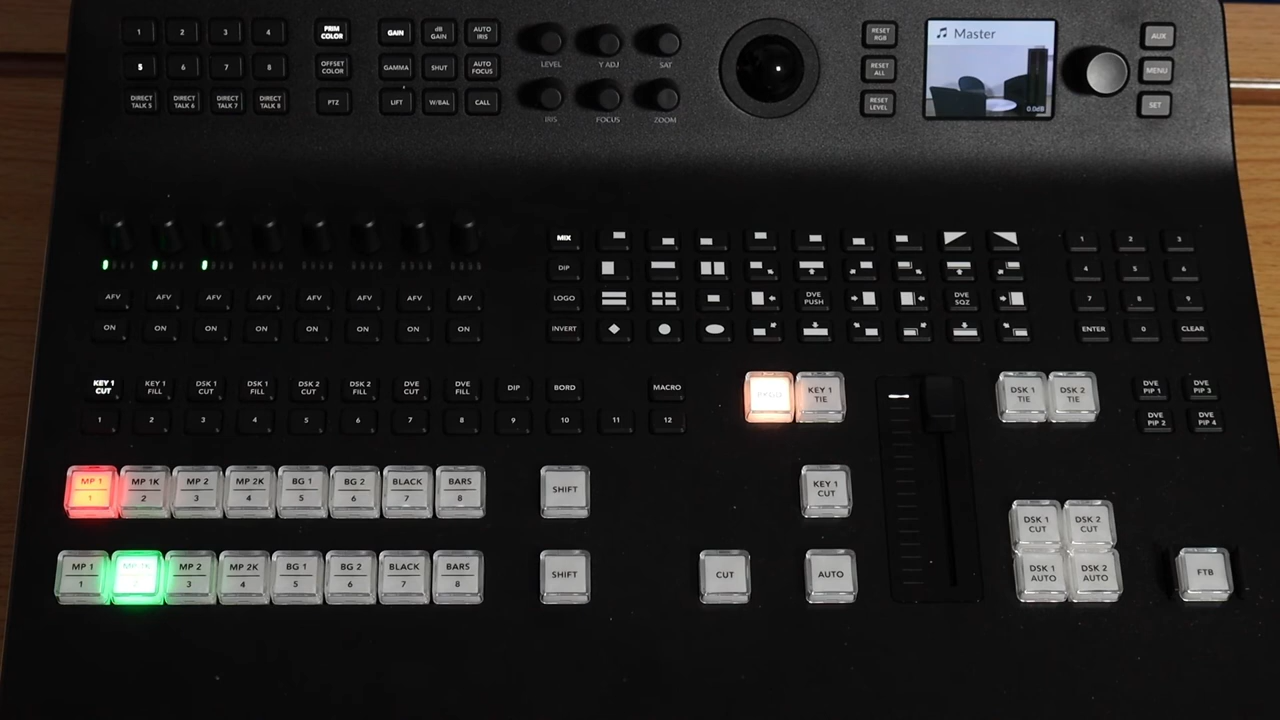 1 2 3 4 PRIM COLOR GAIN dB GAIN AUTO IRIS
5 6 7 8 OFFSET COLOR GAMMA SHUT AUTO FOCUS
DIRECT TALK 5 DIRECT TALK 6 DIRECT TALK 7 DIRECT TALK 8 PTZ LIFT W/BAL CALL
LEVEL Y ADJ SAT
IRIS FOCUS ZOOM
RESET RGB
RESET ALL
RESET LEVEL
Master
0.0dB
AUX
MENU
SET
AFV AFV AFV AFV AFV AFV AFV AFV
ON ON ON ON ON ON ON ON
MIX
DIP
LOGO DVE PUSH DVE SQZ
INVERT
1 2 3
4 5 6
7 8 9
ENTER 0 CLEAR
KEY 1 CUT KEY 1 FILL DSK 1 CUT DSK 1 FILL DSK 2 CUT DSK 2 FILL DVE CUT DVE FILL DIP BORD MACRO
1 2 3 4 5 6 7 8 9 10 11 12
BKGD KEY 1 TIE DSK 1 TIE DSK 2 TIE
DVE PIP 1 DVE PIP 3
DVE PIP 2 DVE PIP 4
MP 1 MP 1K MP 2 MP 2K BG 1 BG 2 BLACK BARS
1 2 3 4 5 6 7 8
SHIFT KEY 1 CUT
DSK 1 CUT DSK 2 CUT
MP 1 MP 1K MP 2 MP 2K BG 1 BG 2 BLACK BARS
1 2 3 4 5 6 7 8
SHIFT CUT AUTO DSK 1 AUTO DSK 2 AUTO FTB